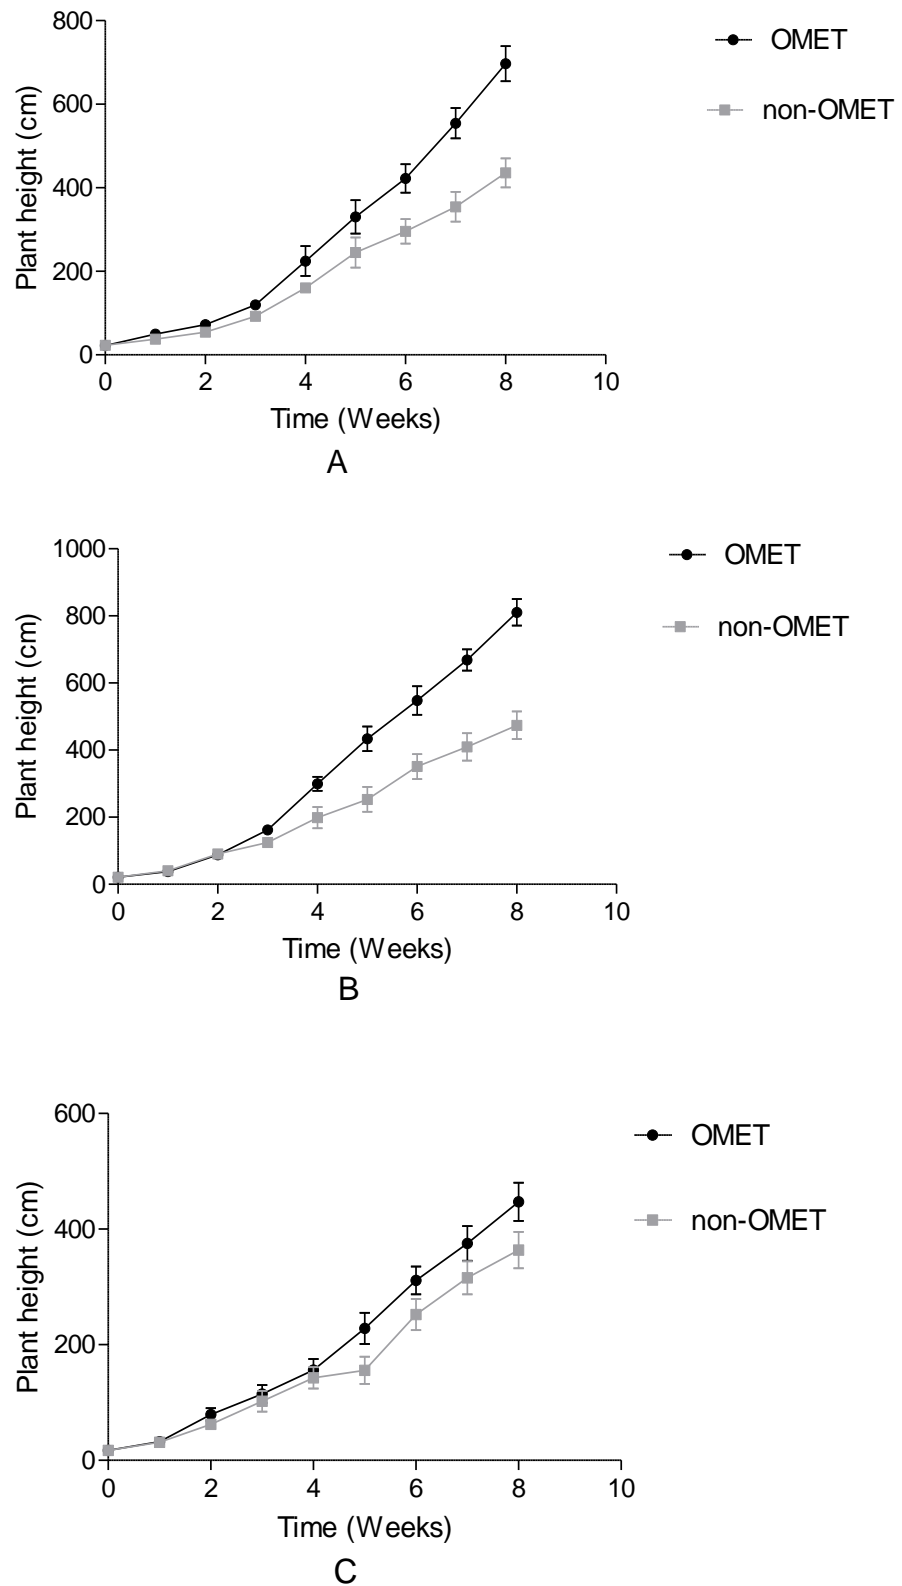 800
600
400
200
0
Plant height (cm)
0 2 4 6 8 10
Time (Weeks)
OMET
non-OMET
A
1000
800
600
400
200
0
Plant height (cm)
0 2 4 6 8 10
Time (Weeks)
OMET
non-OMET
B
600
400
200
0
Plant height (cm)
0 2 4 6 8 10
Time (Weeks)
OMET
non-OMET
C